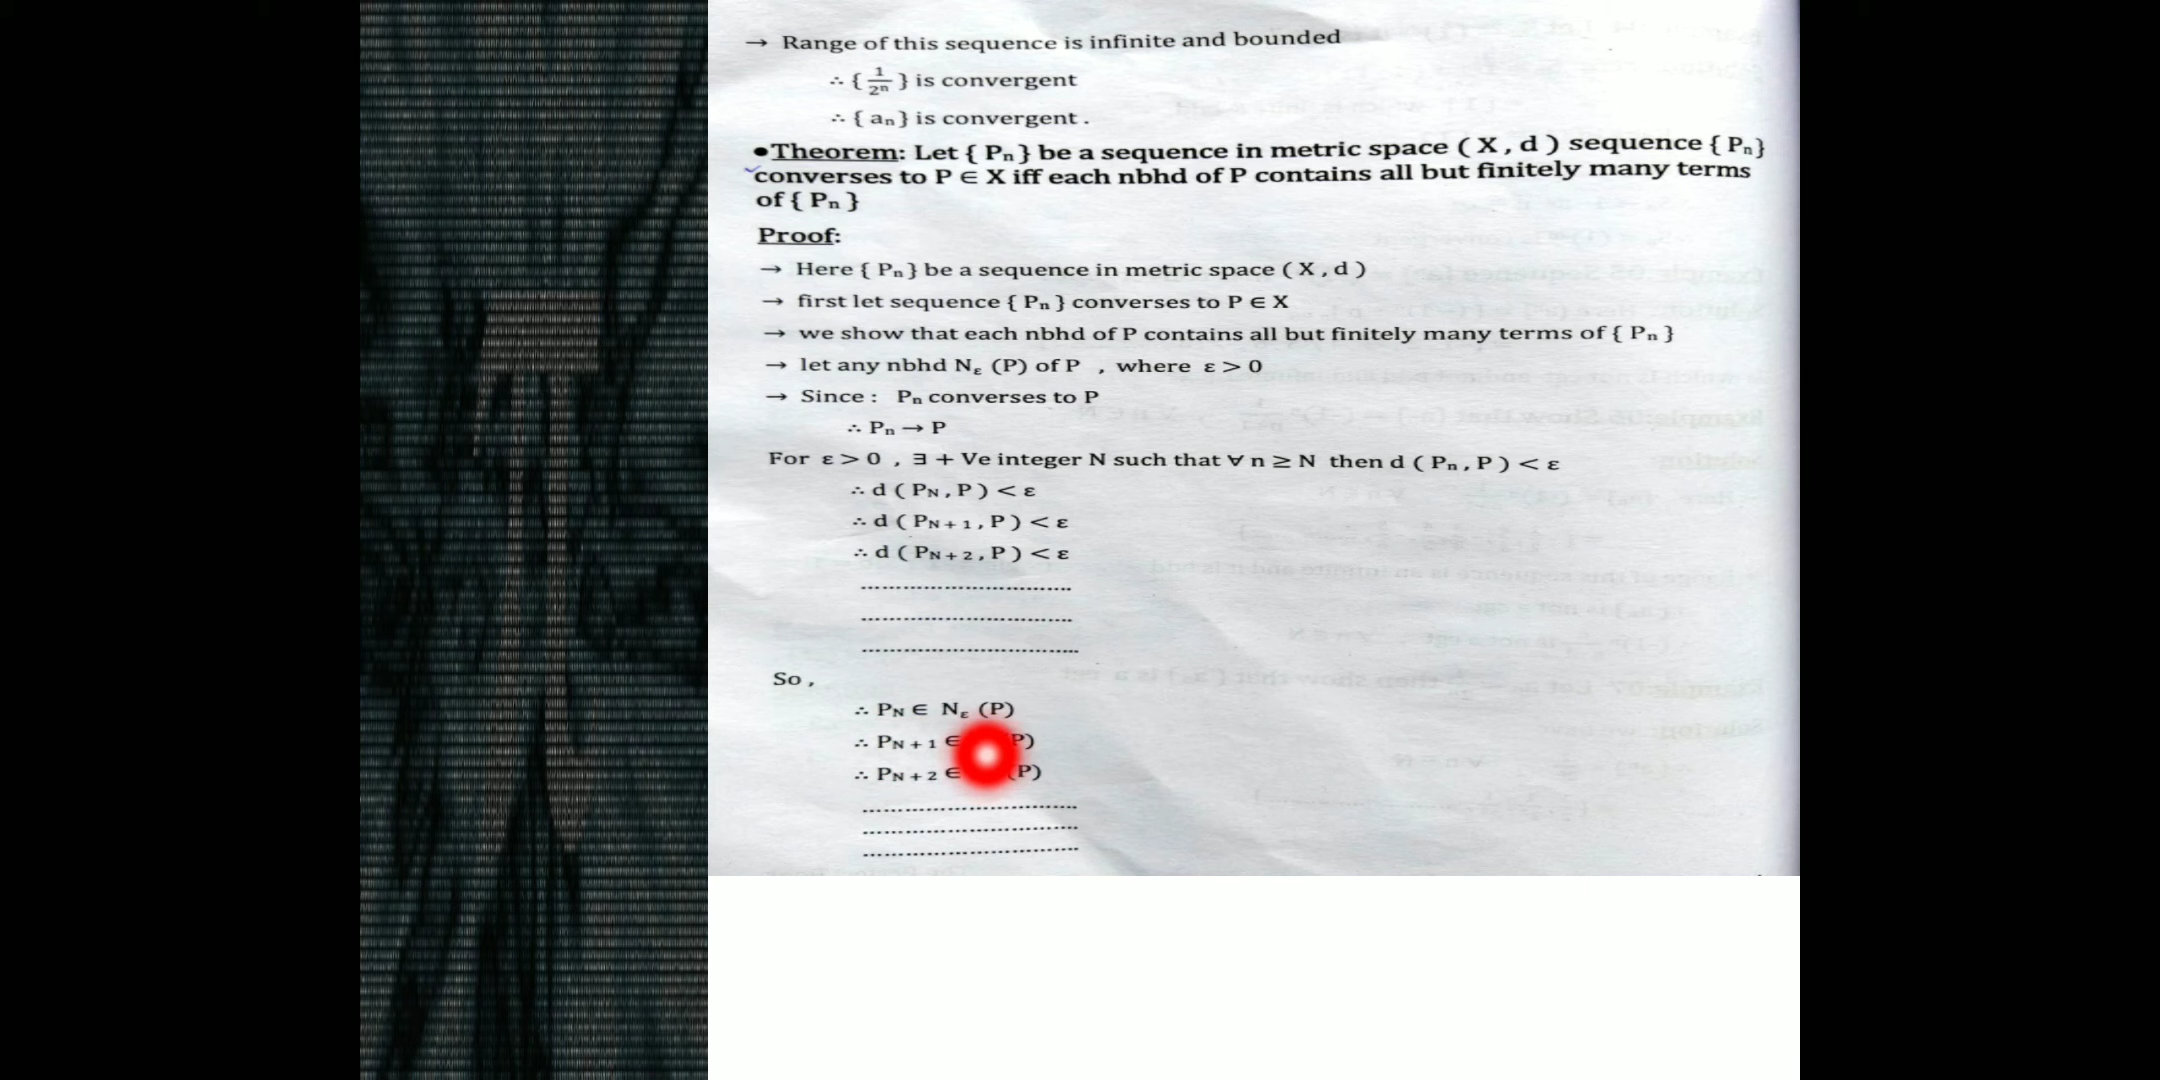 → Range of this sequence is infinite and bounded
∴ { 1/2ⁿ } is convergent
∴ { aₙ } is convergent .
●Theorem: Let { Pₙ } be a sequence in metric space ( X , d ) sequence { Pₙ }
converses to P ∈ X iff each nbhd of P contains all but finitely many terms
of { Pₙ }
Proof:
→ Here { Pₙ } be a sequence in metric space ( X , d )
→ first let sequence { Pₙ } converses to P ∈ X
→ we show that each nbhd of P contains all but finitely many terms of { Pₙ }
→ let any nbhd N_ε (P) of P , where ε > 0
→ Since : Pₙ converses to P
∴ Pₙ → P
For ε > 0 , ∃ + Ve integer N such that ∀ n ≥ N then d ( Pₙ , P ) < ε
∴ d ( P_N , P ) < ε
∴ d ( P_N + 1 , P ) < ε
∴ d ( P_N + 2 , P ) < ε
So ,
∴ P_N ∈ N_ε (P)
∴ P_N + 1 ∈ P)
∴ P_N + 2 ∈ (P)